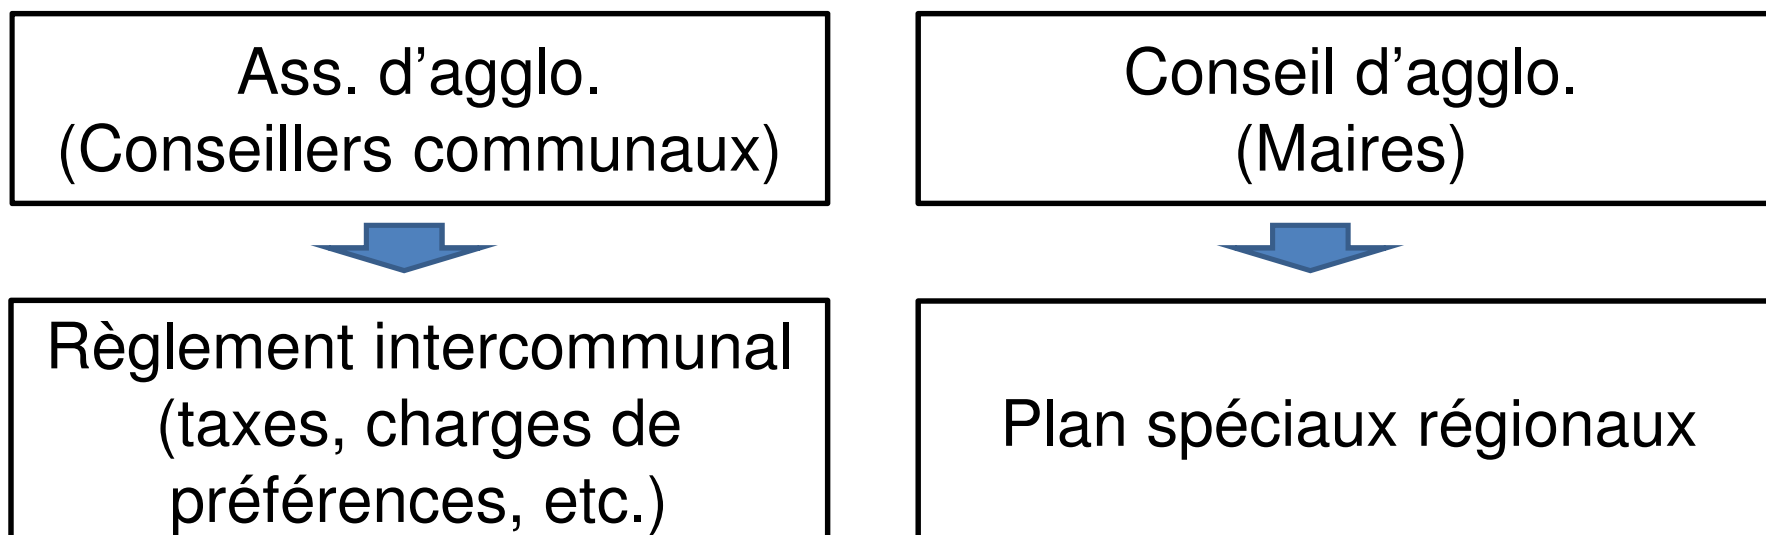 Ass. d’agglo.
(Conseillers communaux)
Conseil d’agglo.
(Maires)
Règlement intercommunal
(taxes, charges de
préférences, etc.)
Plan spéciaux régionaux